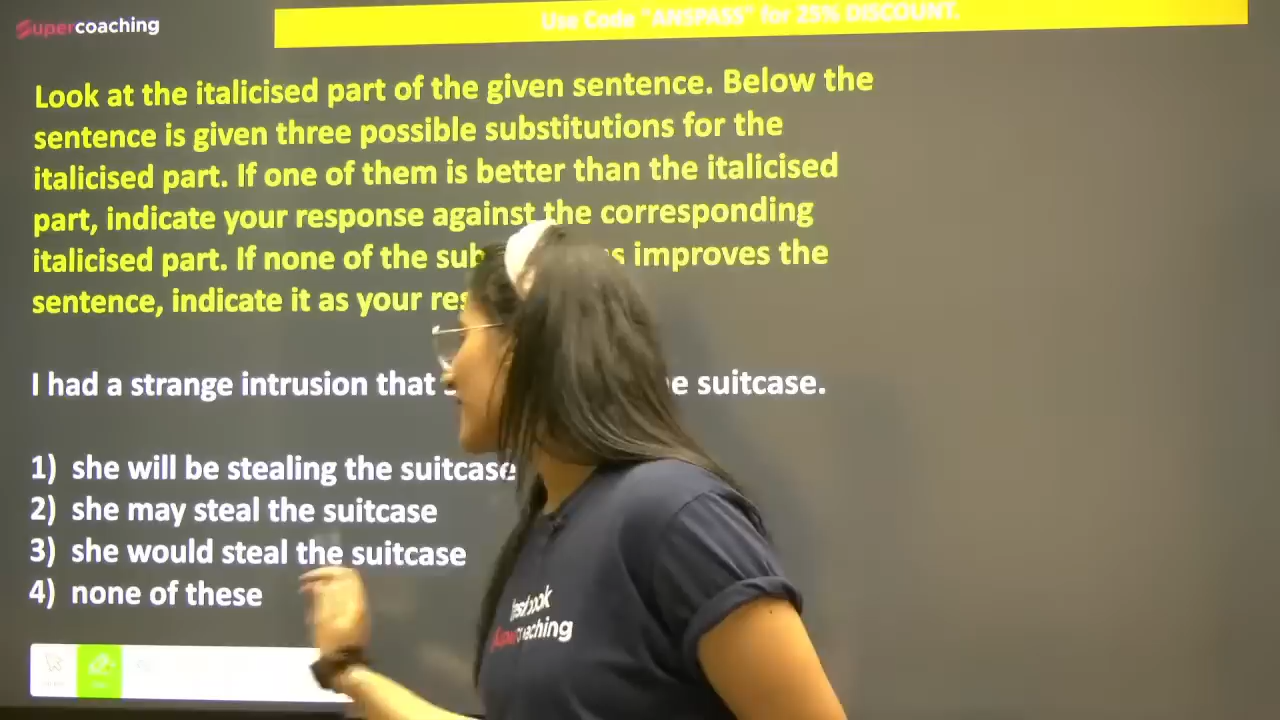 Supercoaching
Use Code "ANSPASS" for 25% DISCOUNT.
Look at the italicised part of the given sentence. Below the
sentence is given three possible substitutions for the
italicised part. If one of them is better than the italicised
part, indicate your response against the corresponding
italicised part. If none of the improves the
sentence, indicate it as your
I had a strange intrusion that suitcase.
1) she will be stealing the suitcase
2) she may steal the suitcase
3) she would steal the suitcase
4) none of these
Supercoaching